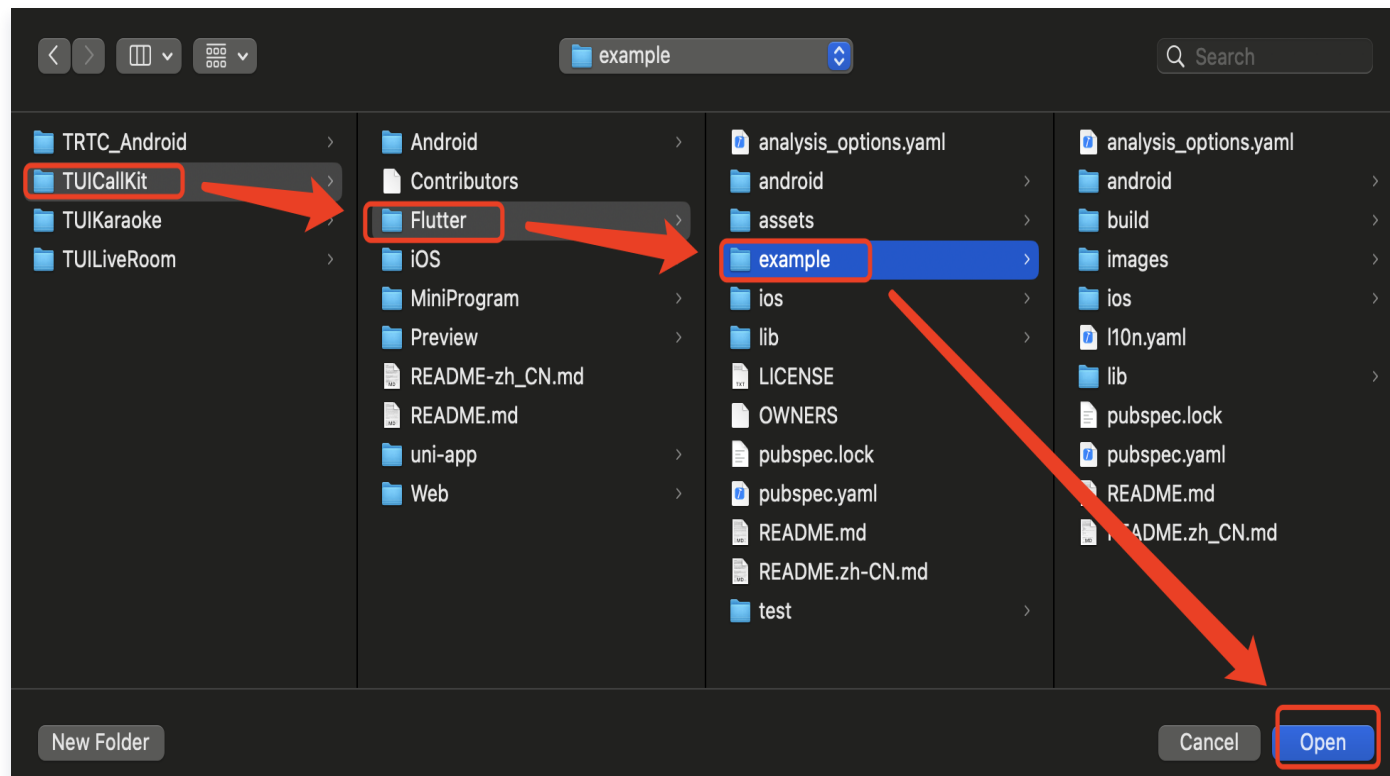 example
Search
TRTC_Android
TUICallKit
TUIKaraoke
TUILiveRoom
Android
Contributors
Flutter
iOS
MiniProgram
Preview
README-zh_CN.md
README.md
uni-app
Web
analysis_options.yaml
android
assets
example
ios
lib
LICENSE
OWNERS
pubspec.lock
pubspec.yaml
README.md
README.zh-CN.md
test
analysis_options.yaml
android
build
images
ios
l10n.yaml
lib
pubspec.lock
pubspec.yaml
README.md
README.zh_CN.md
New Folder
Cancel
Open